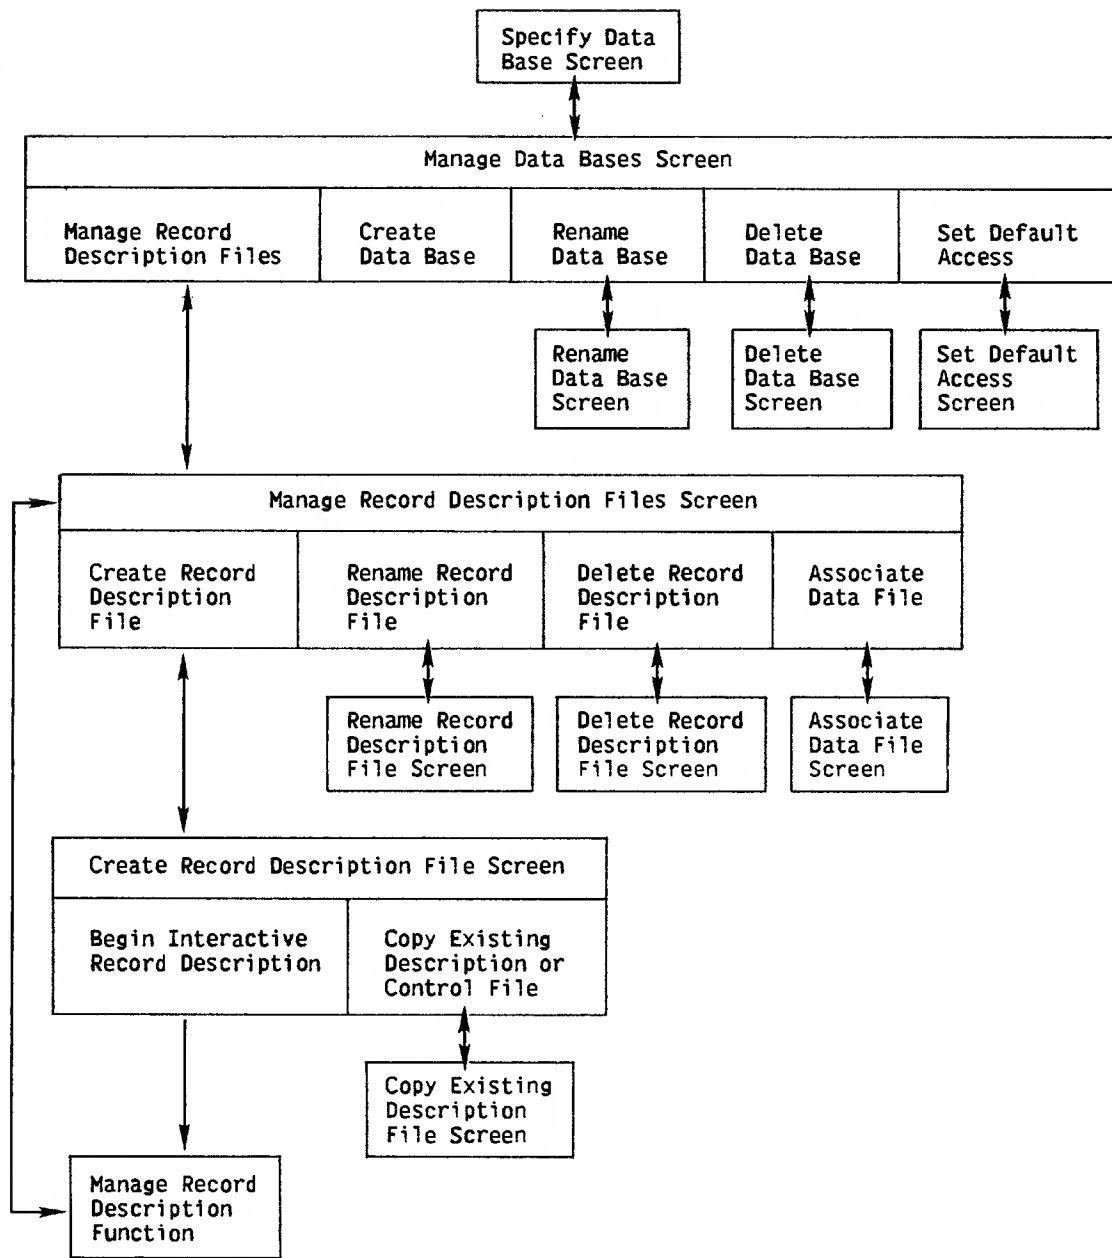 Specify Data
Base Screen
Manage Data Bases Screen
Manage Record
Description Files
Create
Data Base
Rename
Data Base
Delete
Data Base
Set Default
Access
Rename
Data Base
Screen
Delete
Data Base
Screen
Set Default
Access
Screen
Manage Record Description Files Screen
Create Record
Description
File
Rename Record
Description
File
Delete Record
Description
File
Associate
Data File
Rename Record
Description
File Screen
Delete Record
Description
File Screen
Associate
Data File
Screen
Create Record Description File Screen
Begin Interactive
Record Description
Copy Existing
Description or
Control File
Copy Existing
Description
File Screen
Manage Record
Description
Function